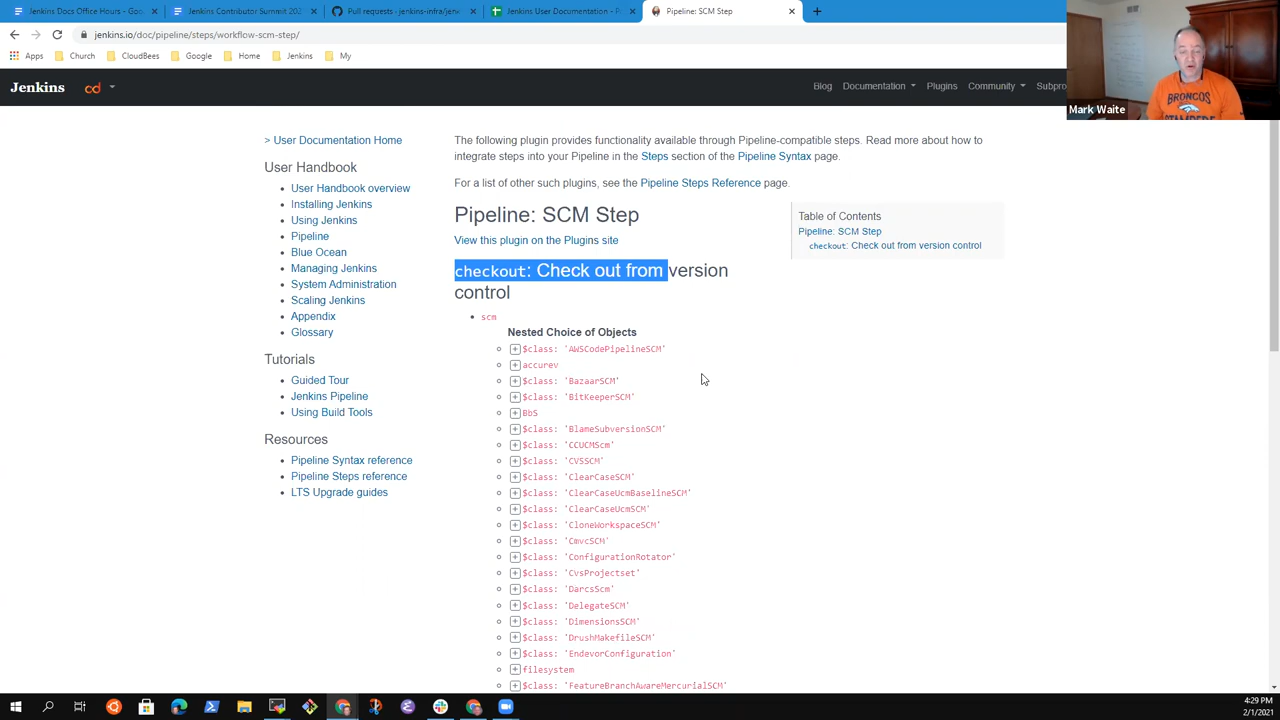 Jenkins Docs Office Hours - Goo
Jenkins Contributor Summit 202
Pull requests · jenkins-infra/jen
Jenkins User Documentation - P
Pipeline: SCM Step
jenkins.io/doc/pipeline/steps/workflow-scm-step/
Apps
Church
CloudBees
Google
Home
Jenkins
My
Jenkins
cd
Blog
Documentation
Plugins
Community
Subpro
Mark Waite
BRONCOS
STAMPEDE
> User Documentation Home
User Handbook
User Handbook overview
Installing Jenkins
Using Jenkins
Pipeline
Blue Ocean
Managing Jenkins
System Administration
Scaling Jenkins
Appendix
Glossary
Tutorials
Guided Tour
Jenkins Pipeline
Using Build Tools
Resources
Pipeline Syntax reference
Pipeline Steps reference
LTS Upgrade guides
The following plugin provides functionality available through Pipeline-compatible steps. Read more about how to
integrate steps into your Pipeline in the Steps section of the Pipeline Syntax page.
For a list of other such plugins, see the Pipeline Steps Reference page.
Pipeline: SCM Step
View this plugin on the Plugins site
checkout: Check out from version
control
scm
Nested Choice of Objects
$class: 'AWSCodePipelineSCM'
accurev
$class: 'BazaarSCM'
$class: 'BitKeeperSCM'
BbS
$class: 'BlameSubversionSCM'
$class: 'CCUCMScm'
$class: 'CVSSCM'
$class: 'ClearCaseSCM'
$class: 'ClearCaseUcmBaselineSCM'
$class: 'ClearCaseUcmSCM'
$class: 'CloneWorkspaceSCM'
$class: 'CmvcSCM'
$class: 'ConfigurationRotator'
$class: 'CvsProjectset'
$class: 'DarcsScm'
$class: 'DelegateSCM'
$class: 'DimensionsSCM'
$class: 'DrushMakefileSCM'
$class: 'EndevorConfiguration'
filesystem
$class: 'FeatureBranchAwareMercurialSCM'
Table of Contents
Pipeline: SCM Step
checkout: Check out from version control
4:29 PM
2/1/2021